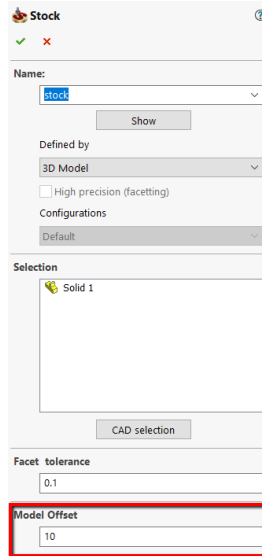 Stock
Name:
stock
Show
Defined by
3D Model
High precision (facetting)
Configurations
Default
Selection
Solid 1
CAD selection
Facet tolerance
0.1
Model Offset
10